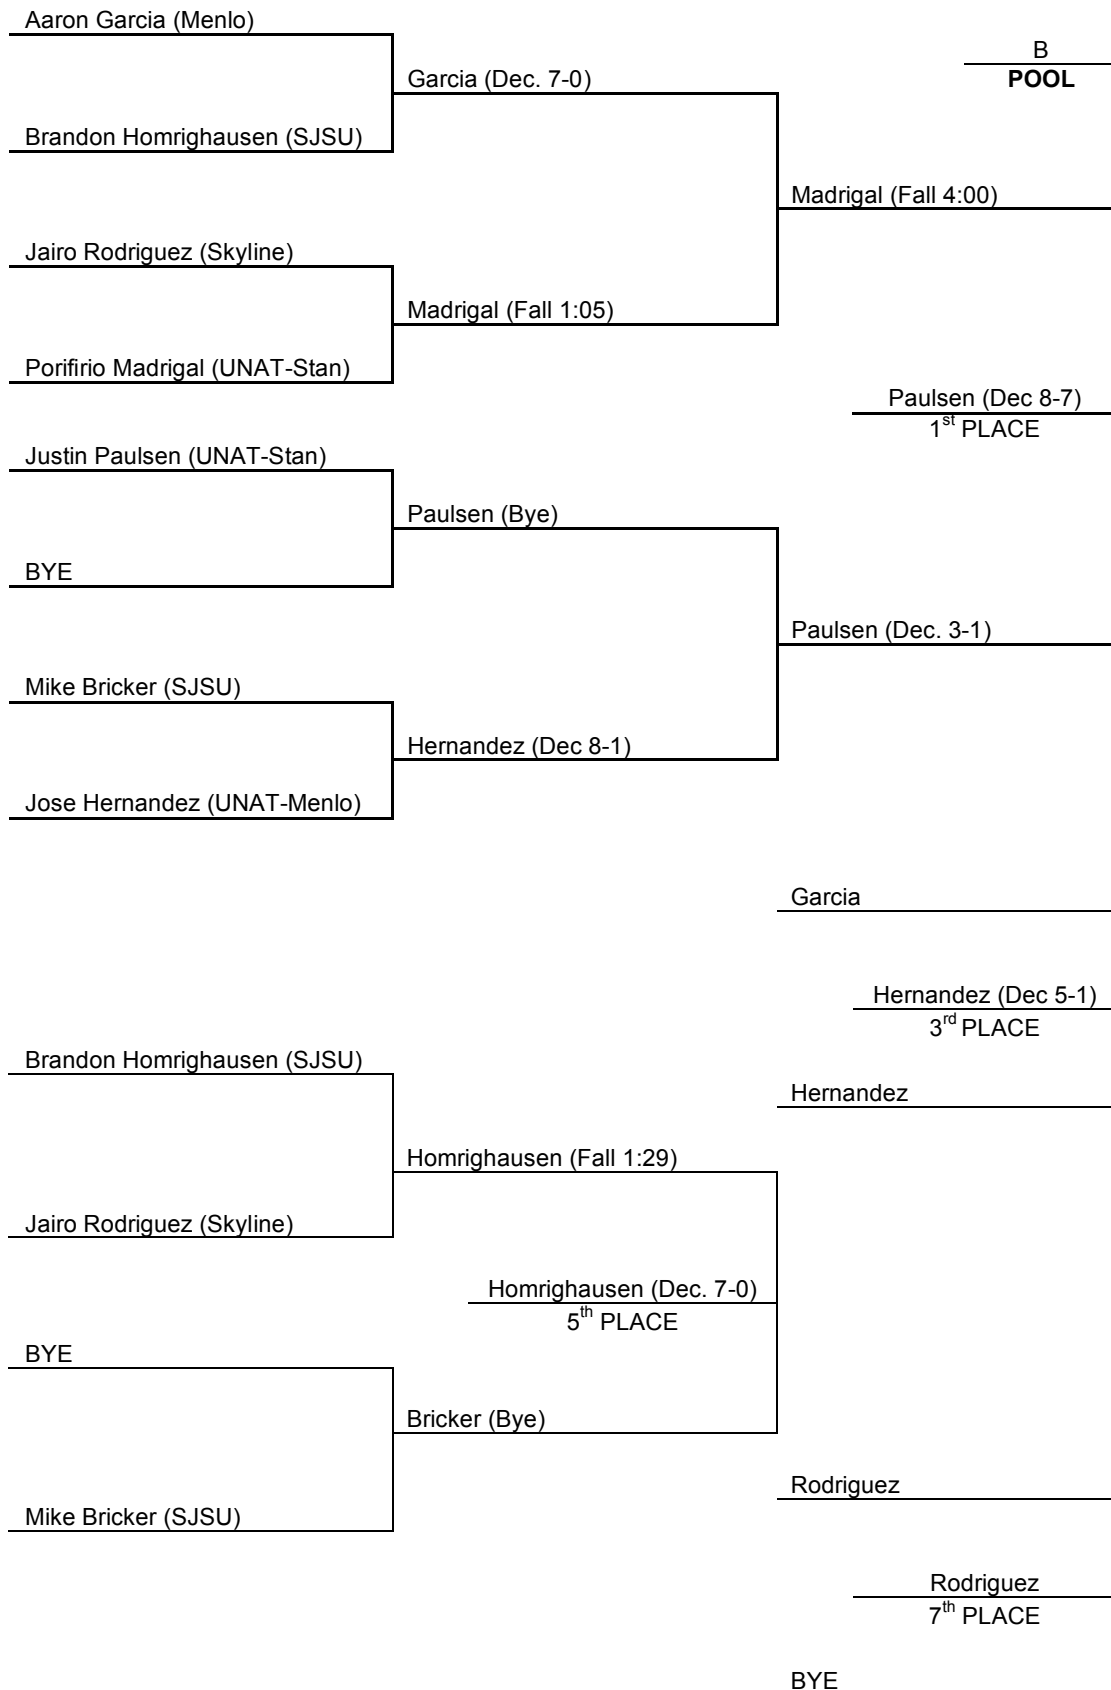 Aaron Garcia (Menlo)
B
POOL
Garcia (Dec. 7-0)
Brandon Homrighausen (SJSU)
Madrigal (Fall 4:00)
Jairo Rodriguez (Skyline)
Madrigal (Fall 1:05)
Porifirio Madrigal (UNAT-Stan)
Paulsen (Dec 8-7)
1st PLACE
Justin Paulsen (UNAT-Stan)
Paulsen (Bye)
BYE
Paulsen (Dec. 3-1)
Mike Bricker (SJSU)
Hernandez (Dec 8-1)
Jose Hernandez (UNAT-Menlo)
Garcia
Hernandez (Dec 5-1)
3rd PLACE
Brandon Homrighausen (SJSU)
Hernandez
Homrighausen (Fall 1:29)
Jairo Rodriguez (Skyline)
Homrighausen (Dec. 7-0)
5th PLACE
BYE
Bricker (Bye)
Rodriguez
Mike Bricker (SJSU)
Rodriguez
7th PLACE
BYE